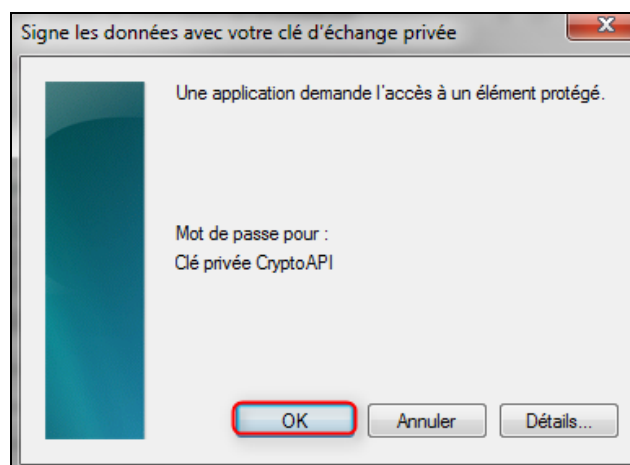 Signe les données avec votre clé d'échange privée
Une application demande l'accès à un élément protégé.
Mot de passe pour :
Clé privée CryptoAPI
OK Annuler Détails...